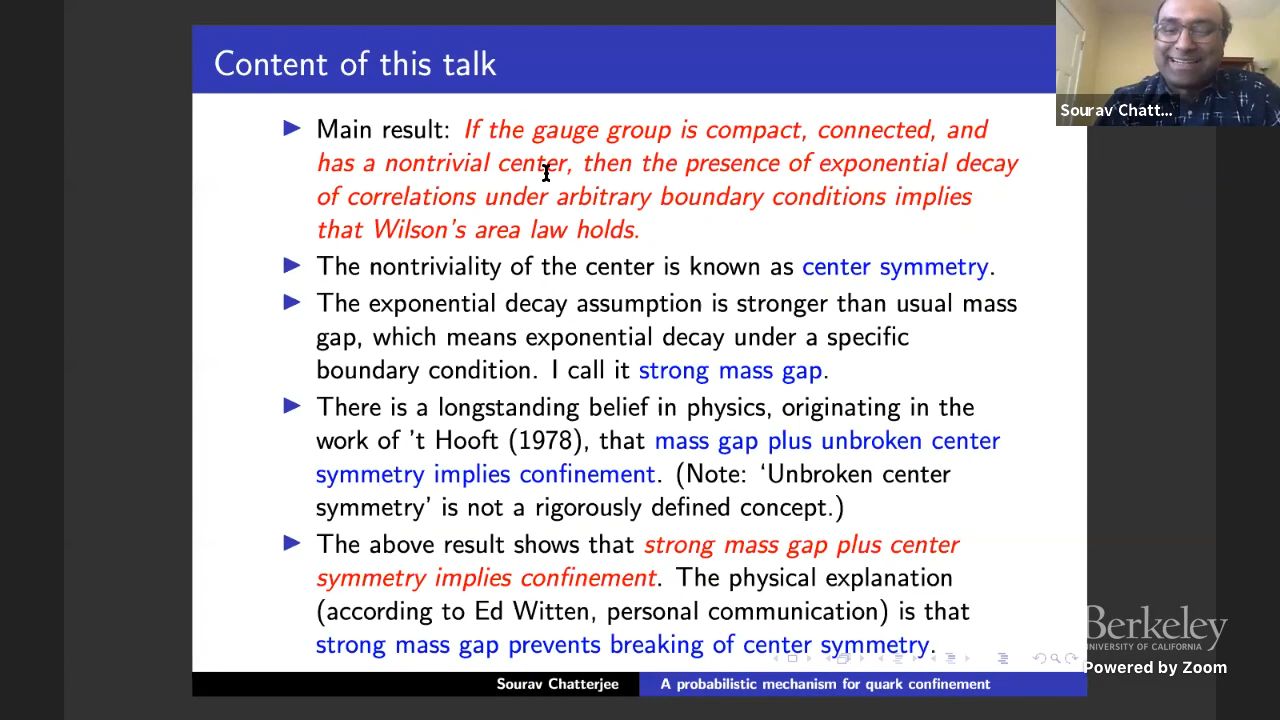 Content of this talk
Main result: If the gauge group is compact, connected, and
has a nontrivial center, then the presence of exponential decay
of correlations under arbitrary boundary conditions implies
that Wilson's area law holds.
The nontriviality of the center is known as center symmetry.
The exponential decay assumption is stronger than usual mass
gap, which means exponential decay under a specific
boundary condition. I call it strong mass gap.
There is a longstanding belief in physics, originating in the
work of 't Hooft (1978), that mass gap plus unbroken center
symmetry implies confinement. (Note: ‘Unbroken center
symmetry’ is not a rigorously defined concept.)
The above result shows that strong mass gap plus center
symmetry implies confinement. The physical explanation
(according to Ed Witten, personal communication) is that
strong mass gap prevents breaking of center symmetry.
Sourav Chatterjee
A probabilistic mechanism for quark confinement
Sourav Chatt...
Berkeley
UNIVERSITY OF CALIFORNIA
Powered by Zoom